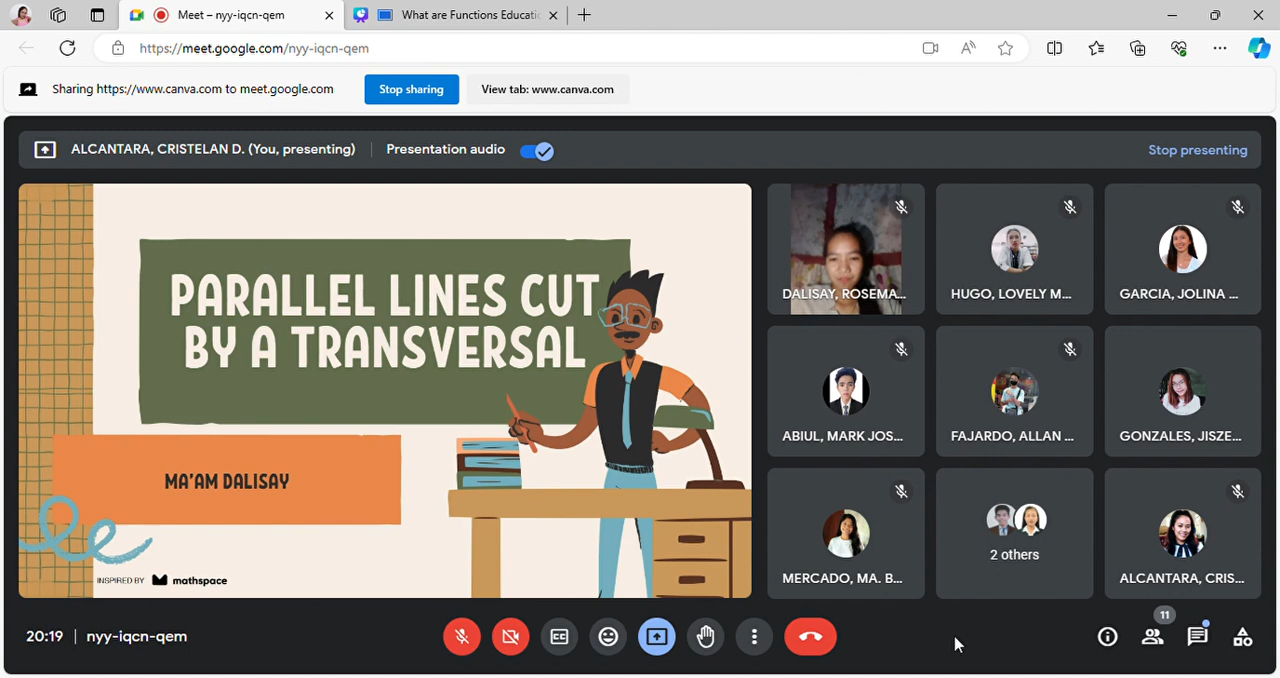 Meet – nyy-iqcn-qem
What are Functions Educatic
https://meet.google.com/nyy-iqcn-qem
Sharing https://www.canva.com to meet.google.com
Stop sharing
View tab: www.canva.com
ALCANTARA, CRISTELAN D. (You, presenting)
Presentation audio
Stop presenting
PARALLEL LINES CUT
BY A TRANSVERSAL
MA'AM DALISAY
INSPIRED BY mathspace
DALISAY, ROSEMA...
HUGO, LOVELY M...
GARCIA, JOLINA ...
ABIUL, MARK JOS...
FAJARDO, ALLAN ...
GONZALES, JISZE...
MERCADO, MA. B...
2 others
ALCANTARA, CRIS...
20:19 | nyy-iqcn-qem
11